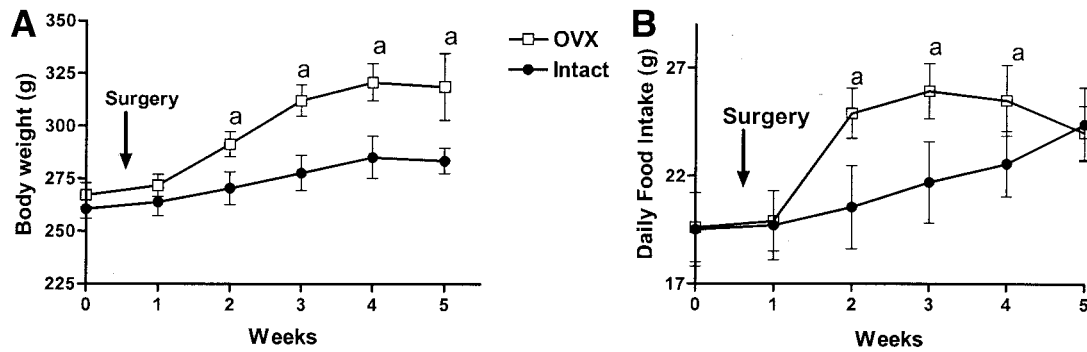 A
Body weight (g)
350
325
300
275
250
225
Surgery
a
a
a
a
0 1 2 3 4 5
Weeks
OVX
Intact
B
Daily Food Intake (g)
27
22
17
Surgery
a
a
a
0 1 2 3 4 5
Weeks